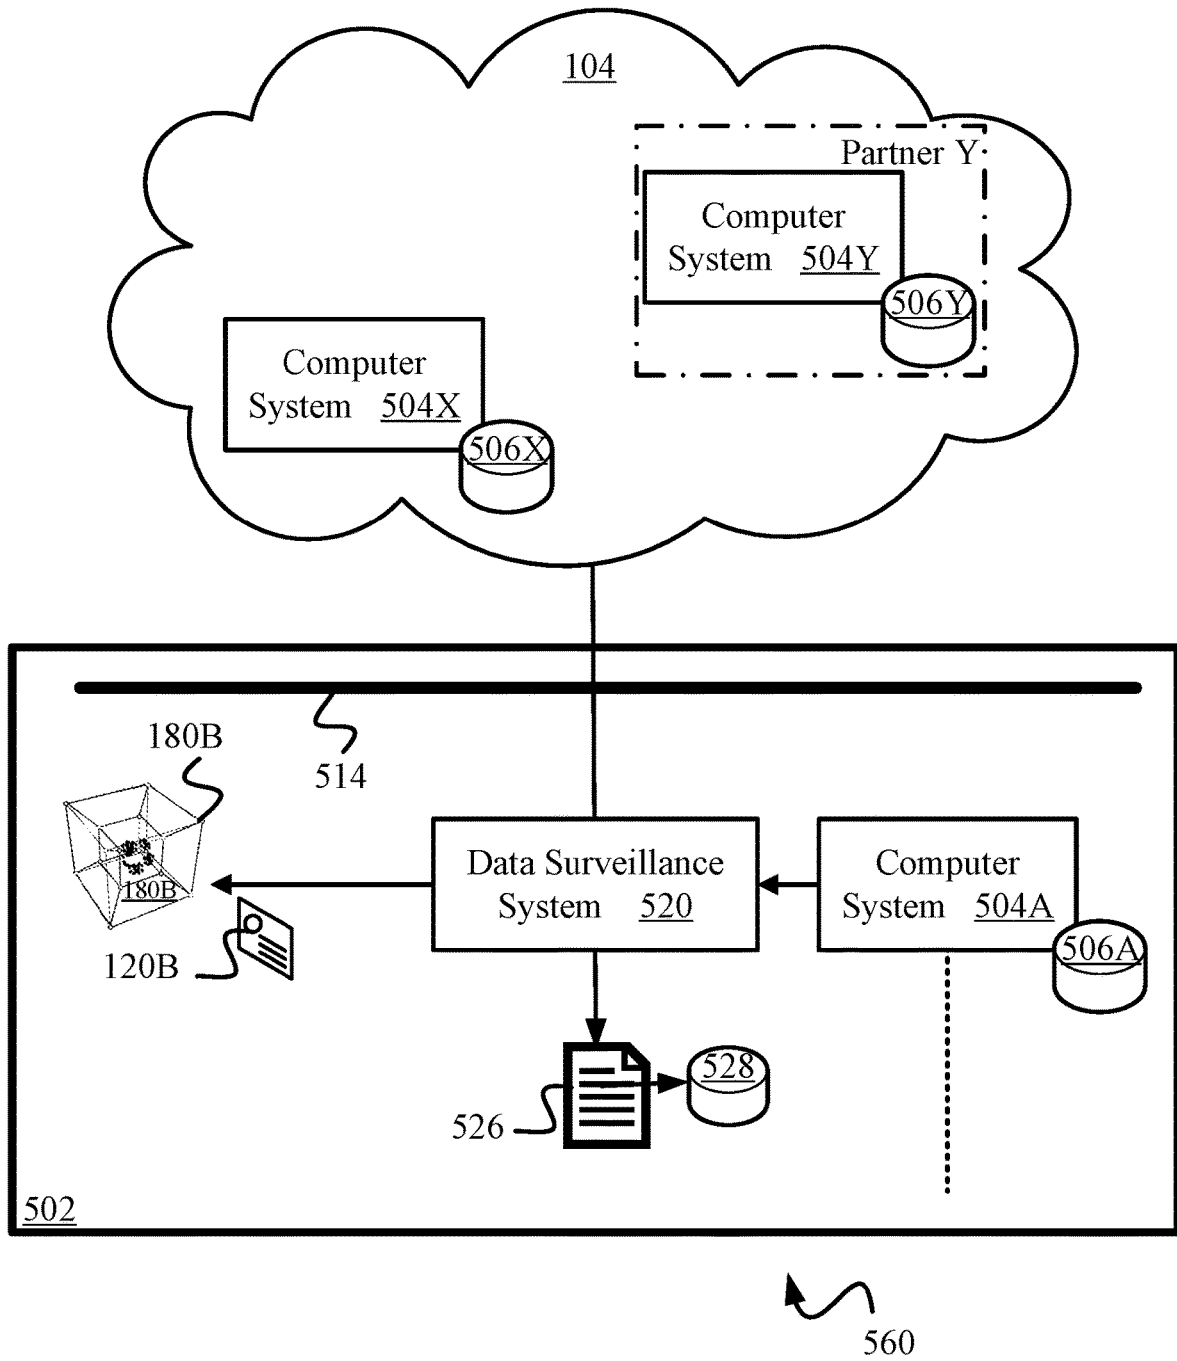 104
Partner Y
Computer
System 504Y
506Y
Computer
System 504X
506X
180B
514
180B
Data Surveillance
System 520
Computer
System 504A
506A
120B
528
526
502
560